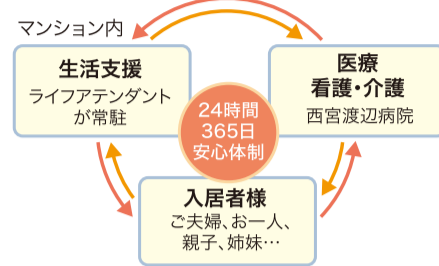 マンション内
生活支援
ライフアテンダント
が常駐
医療
看護・介護
西宮渡辺病院
24時間
365日
安心体制
入居者様
ご夫婦、お一人、
親子、姉妹…